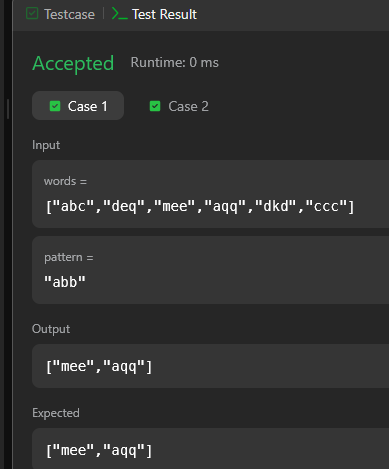 Testcase | >_ Test Result
Accepted Runtime: 0 ms
Case 1 Case 2
Input
words =
["abc","deq","mee","aqq","dkd","ccc"]
pattern =
"abb"
Output
["mee","aqq"]
Expected
["mee","aqq"]